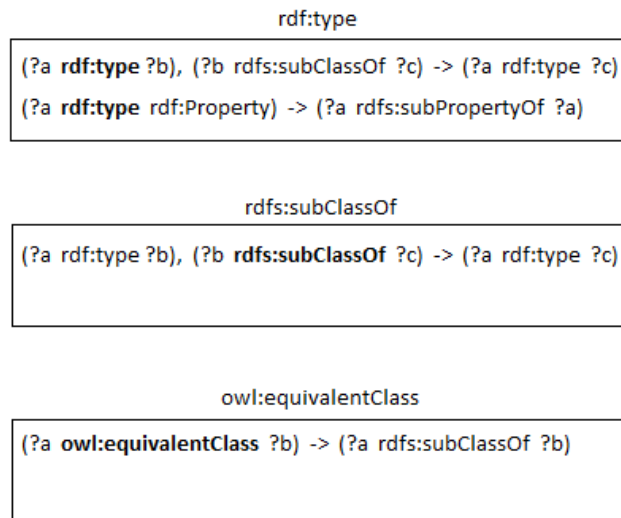 rdf:type
(?a rdf:type ?b), (?b rdfs:subClassOf ?c) -> (?a rdf:type ?c)
(?a rdf:type rdf:Property) -> (?a rdfs:subPropertyOf ?a)
rdfs:subClassOf
(?a rdf:type ?b), (?b rdfs:subClassOf ?c) -> (?a rdf:type ?c)
owl:equivalentClass
(?a owl:equivalentClass ?b) -> (?a rdfs:subClassOf ?b)